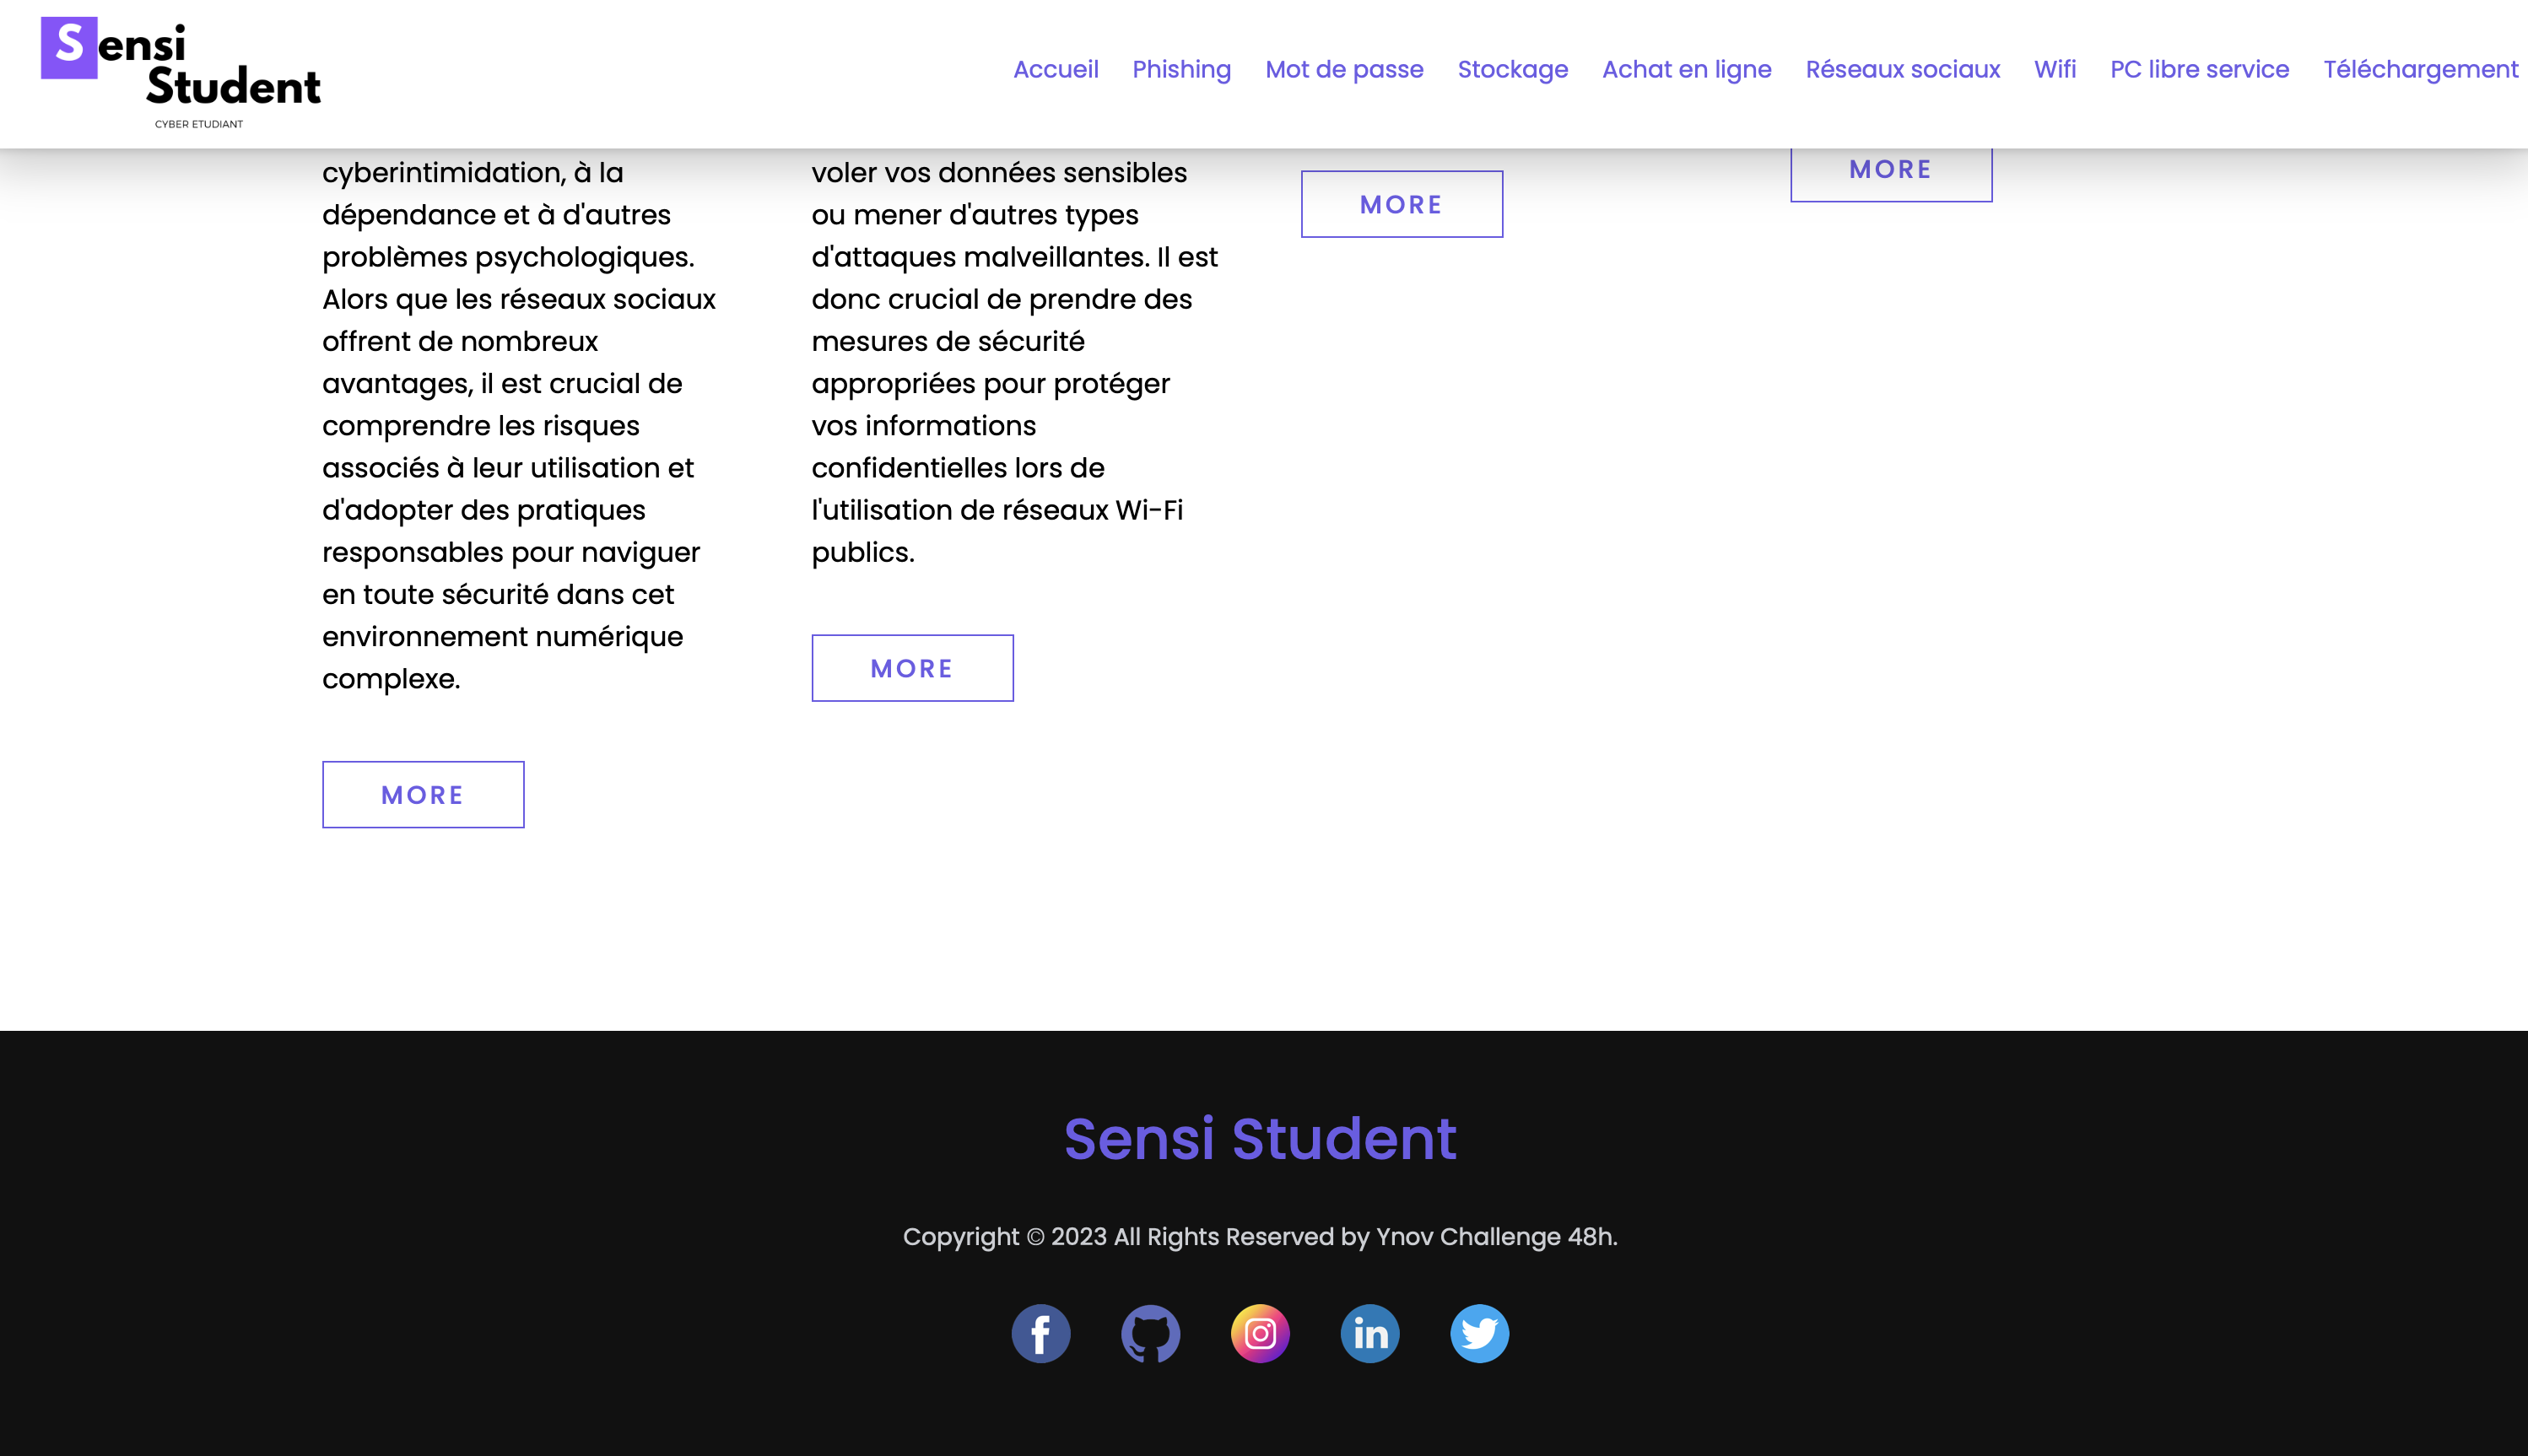 Sensi
Student
CYBER ETUDIANT
Accueil Phishing Mot de passe Stockage Achat en ligne Réseaux sociaux Wifi PC libre service Téléchargement
cyberintimidation, à la
dépendance et à d'autres
problèmes psychologiques.
Alors que les réseaux sociaux
offrent de nombreux
avantages, il est crucial de
comprendre les risques
associés à leur utilisation et
d'adopter des pratiques
responsables pour naviguer
en toute sécurité dans cet
environnement numérique
complexe.
MORE
voler vos données sensibles
ou mener d'autres types
d'attaques malveillantes. Il est
donc crucial de prendre des
mesures de sécurité
appropriées pour protéger
vos informations
confidentielles lors de
l'utilisation de réseaux Wi-Fi
publics.
MORE
MORE
MORE
Sensi Student
Copyright © 2023 All Rights Reserved by Ynov Challenge 48h.
f
in